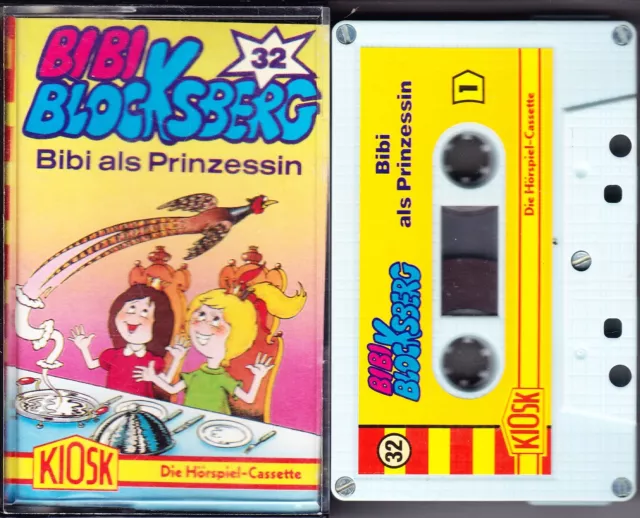 BIBI
BLOCKSBERG
32
Bibi als Prinzessin
KIOSK
Die Hörspiel-Cassette
1
Bibi
als Prinzessin
Die Hörspiel-Cassette
BIBI
BLOCKSBERG
32
KIOSK